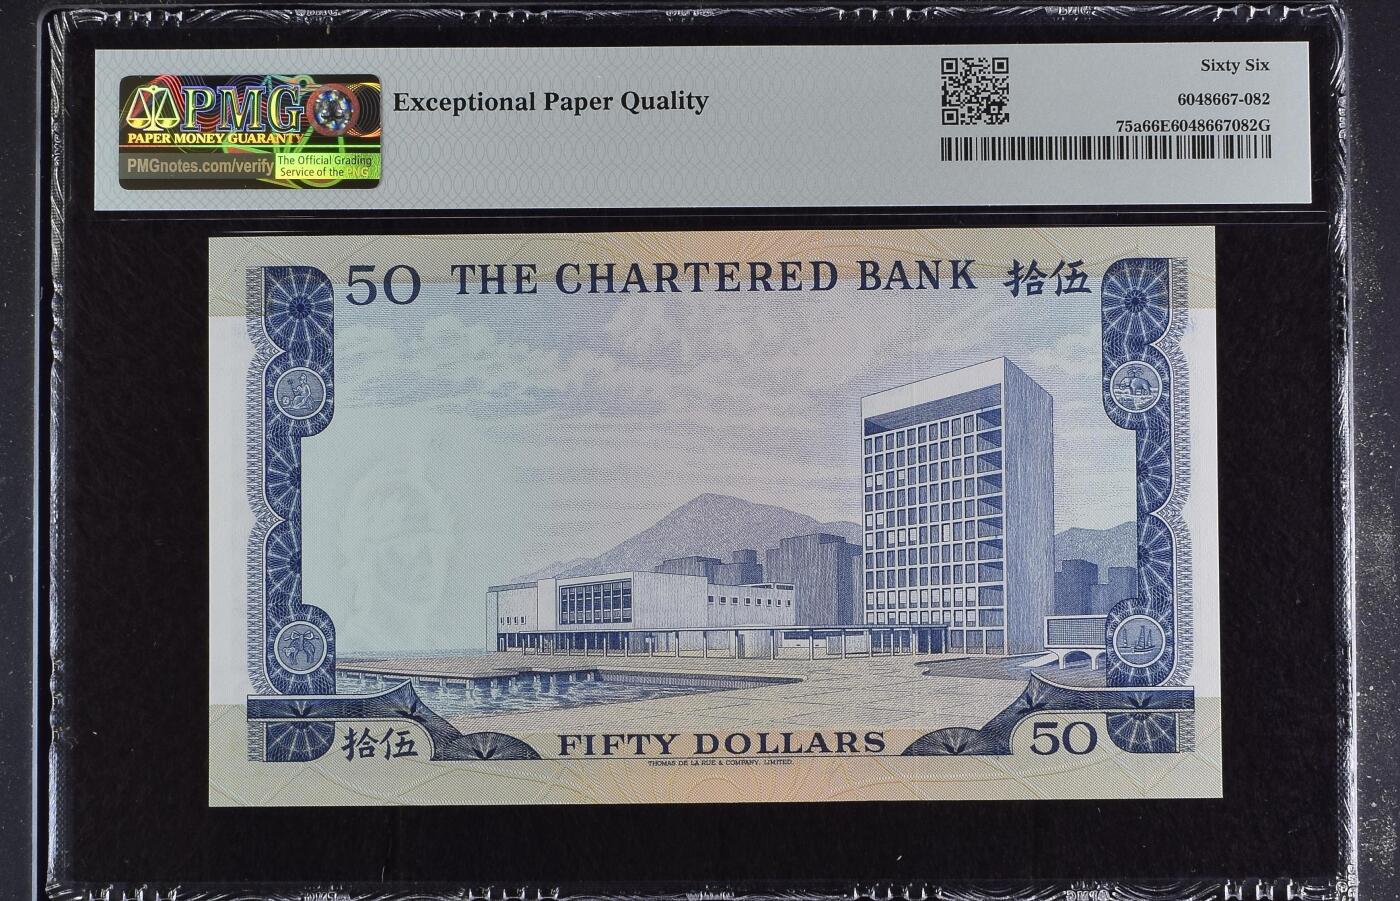 PMG
PAPER MONEY GUARANTY
PMGnotes.com/verify
The Official Grading
Service of the PNG
Exceptional Paper Quality
Sixty Six
6048667-082
75a66E6048667082G
50 THE CHARTERED BANK 拾伍
拾伍 FIFTY DOLLARS 50
THOMAS DE LA RUE & COMPANY, LIMITED.